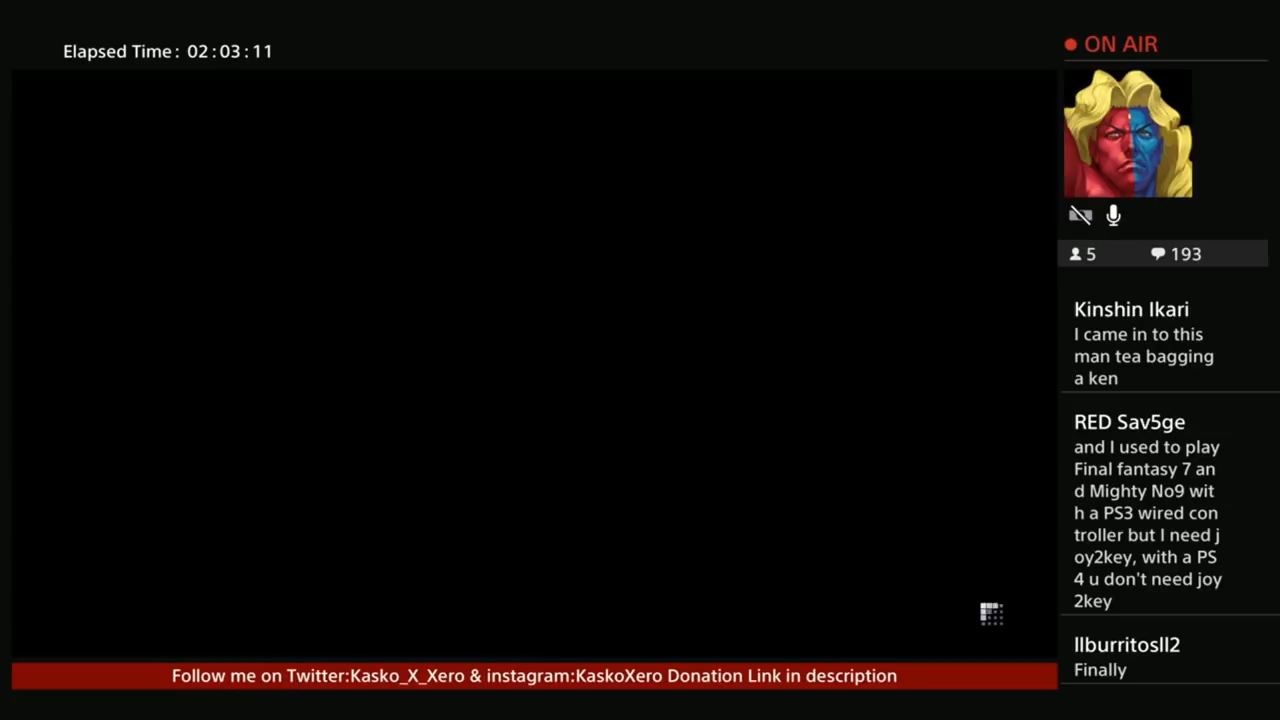 Elapsed Time: 02:03:11
ON AIR
5 193
Kinshin Ikari
I came in to this
man tea bagging
a ken
RED Sav5ge
and I used to play
Final fantasy 7 an
d Mighty No9 wit
h a PS3 wired con
troller but I need j
oy2key, with a PS
4 u don't need joy
2key
llburritosll2
Finally
Follow me on Twitter:Kasko_X_Xero & instagram:KaskoXero Donation Link in description